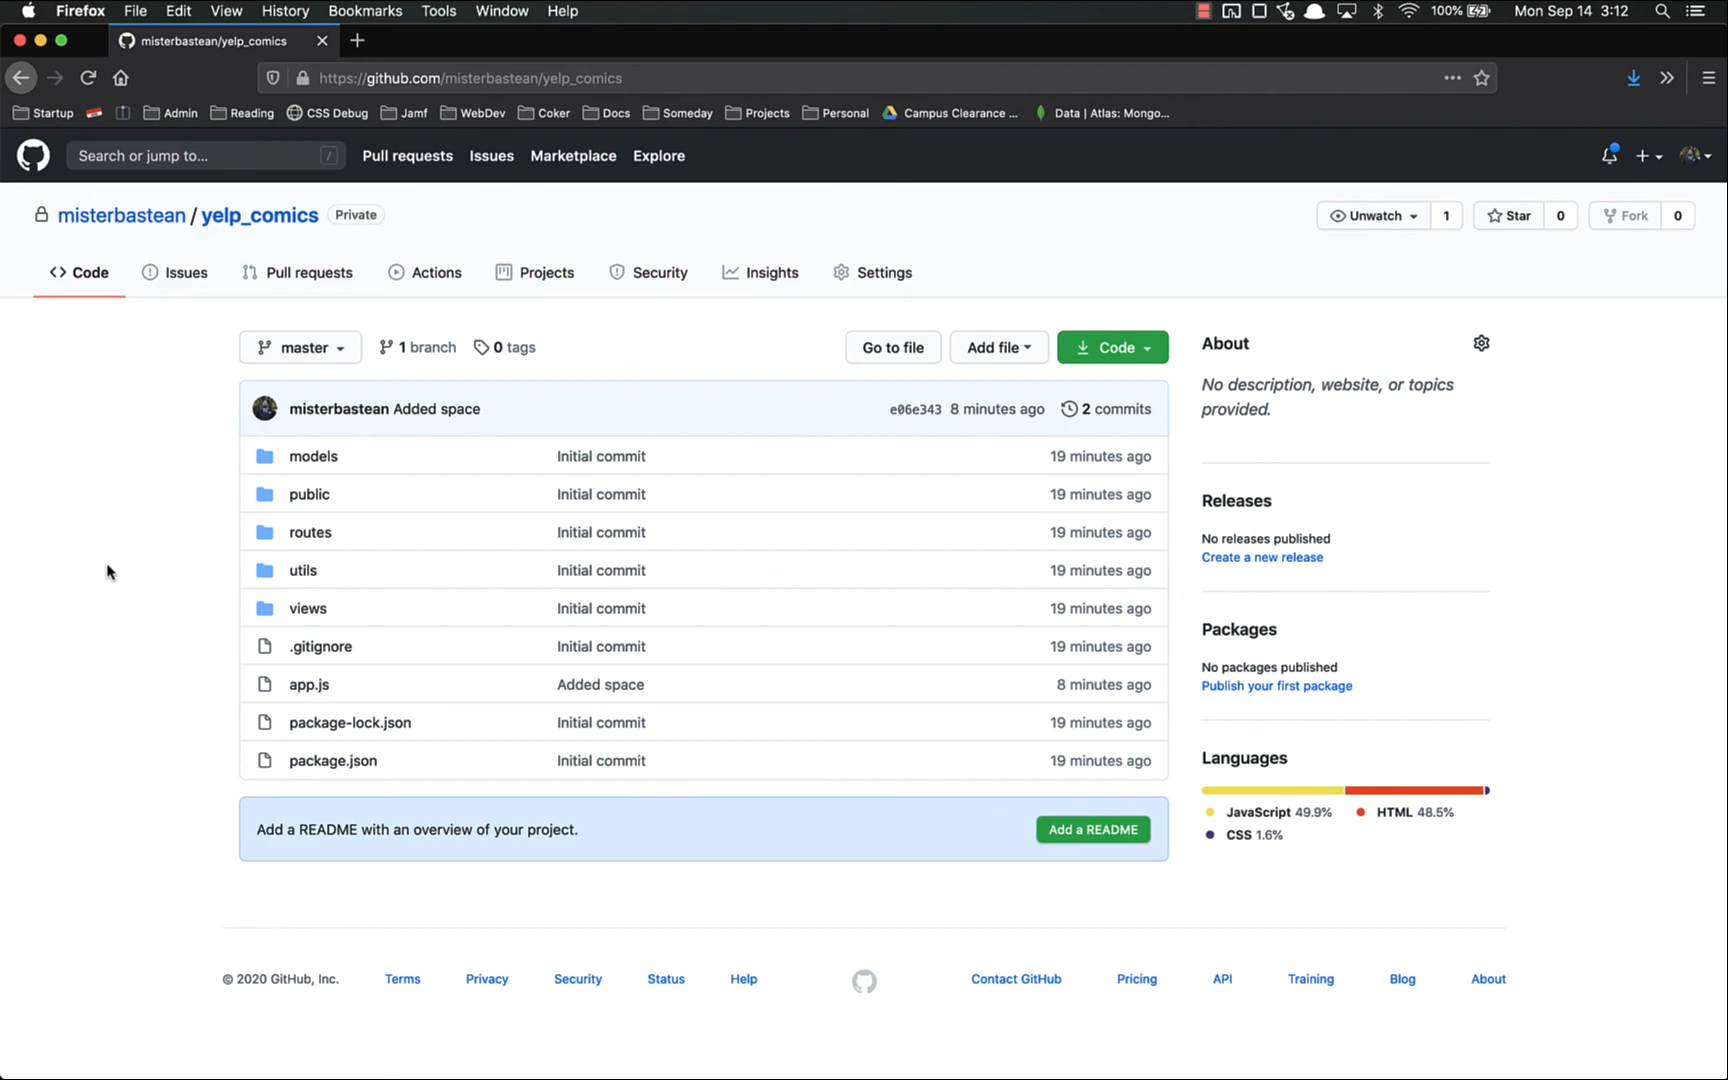 Firefox File Edit View History Bookmarks Tools Window Help 100% Mon Sep 14 3:12
misterbastean/yelp_comics
https://github.com/misterbastean/yelp_comics
Startup Admin Reading CSS Debug Jamf WebDev Coker Docs Someday Projects Personal Campus Clearance ... Data | Atlas: Mongo...
Search or jump to... / Pull requests Issues Marketplace Explore
misterbastean / yelp_comics Private Unwatch 1 Star 0 Fork 0
Code Issues Pull requests Actions Projects Security Insights Settings
master 1 branch 0 tags Go to file Add file Code
misterbastean Added space e06e343 8 minutes ago 2 commits
models Initial commit 19 minutes ago
public Initial commit 19 minutes ago
routes Initial commit 19 minutes ago
utils Initial commit 19 minutes ago
views Initial commit 19 minutes ago
.gitignore Initial commit 19 minutes ago
app.js Added space 8 minutes ago
package-lock.json Initial commit 19 minutes ago
package.json Initial commit 19 minutes ago
Add a README with an overview of your project. Add a README
About
No description, website, or topics
provided.
Releases
No releases published
Create a new release
Packages
No packages published
Publish your first package
Languages
JavaScript 49.9% HTML 48.5%
CSS 1.6%
© 2020 GitHub, Inc. Terms Privacy Security Status Help Contact GitHub Pricing API Training Blog About